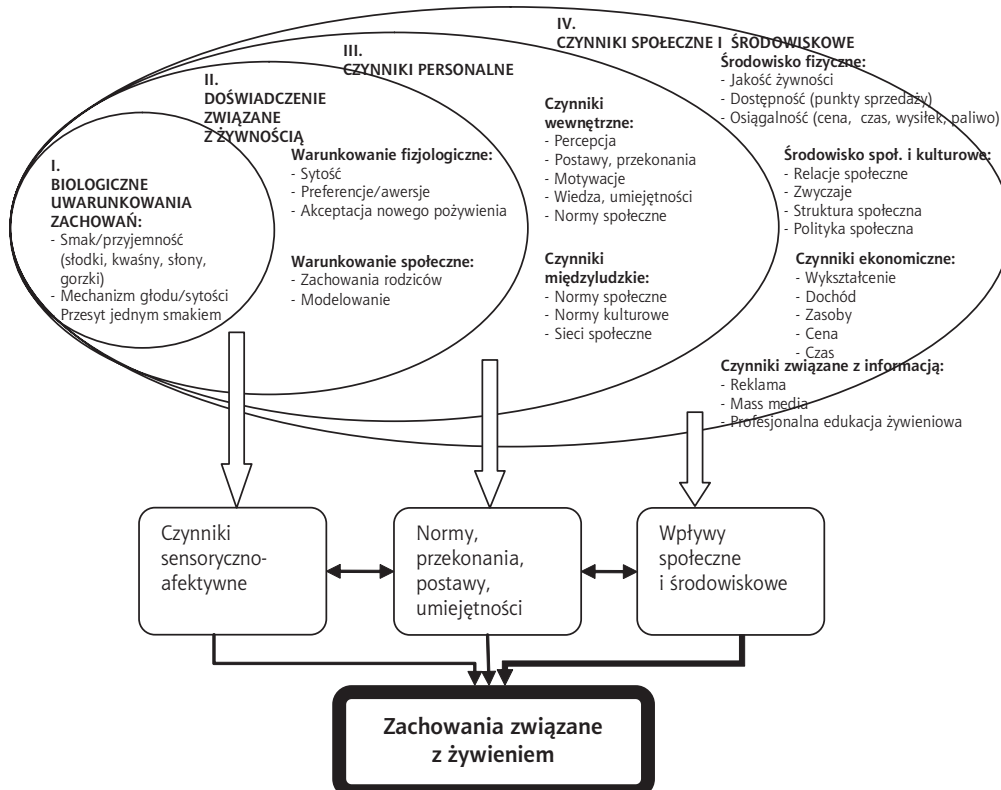 I.
BIOLOGICZNE
UWARUNKOWANIA
ZACHOWAŃ:
- Smak/przyjemność
(słodki, kwaśny, słony,
gorzki)
- Mechanizm głodu/sytości
Przesyt jednym smakiem
II.
DOŚWIADCZENIE
ZWIĄZANE
Z ŻYWNOŚCIĄ
Warunkowanie fizjologiczne:
- Sytość
- Preferencje/awersje
- Akceptacja nowego pożywienia
Warunkowanie społeczne:
- Zachowania rodziców
- Modelowanie
III.
CZYNNIKI PERSONALNE
Czynniki
wewnętrzne:
- Percepcja
- Postawy, przekonania
- Motywacje
- Wiedza, umiejętności
- Normy społeczne
Czynniki
międzyludzkie:
- Normy społeczne
- Normy kulturowe
- Sieci społeczne
IV.
CZYNNIKI SPOŁECZNE I ŚRODOWISKOWE
Środowisko fizyczne:
- Jakość żywności
- Dostępność (punkty sprzedaży)
- Osiągalność (cena, czas, wysiłek, paliwo)
Środowisko społ. i kulturowe:
- Relacje społeczne
- Zwyczaje
- Struktura społeczna
- Polityka społeczna
Czynniki ekonomiczne:
- Wykształcenie
- Dochód
- Zasoby
- Cena
- Czas
Czynniki związane z informacją:
- Reklama
- Mass media
- Profesjonalna edukacja żywieniowa
Czynniki
sensoryczno-
afektywne
Normy,
przekonania,
postawy,
umiejętności
Wpływy
społeczne
i środowiskowe
Zachowania związane
z żywieniem